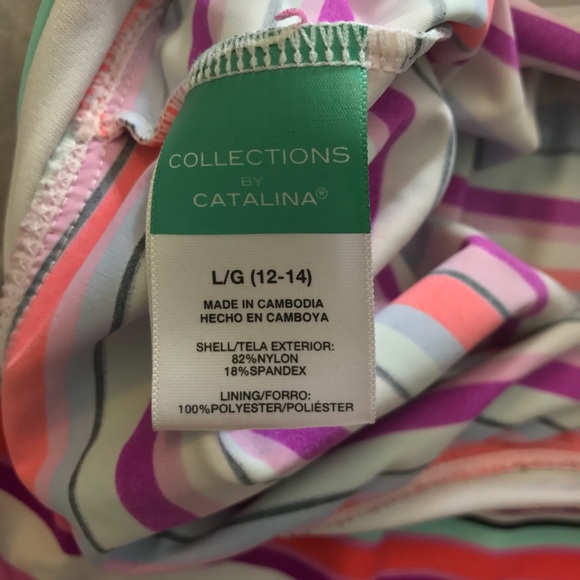 COLLECTIONS
BY
CATALINA®
L/G (12-14)
MADE IN CAMBODIA
HECHO EN CAMBOYA
SHELL/TELA EXTERIOR:
82%NYLON
18%SPANDEX
LINING/FORRO:
100%POLYESTER/POLIÉSTER